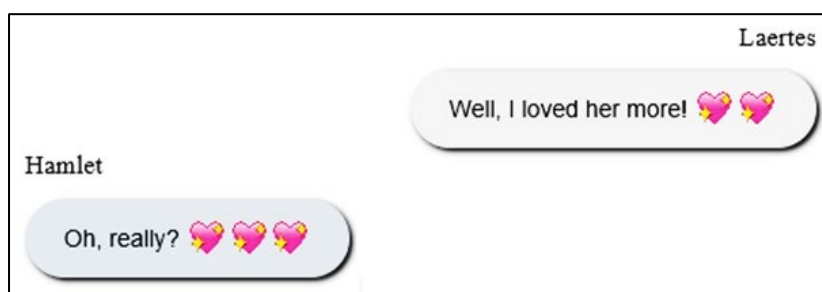 Laertes
Well, I loved her more! 💖 💖
Hamlet
Oh, really? 💖 💖 💖